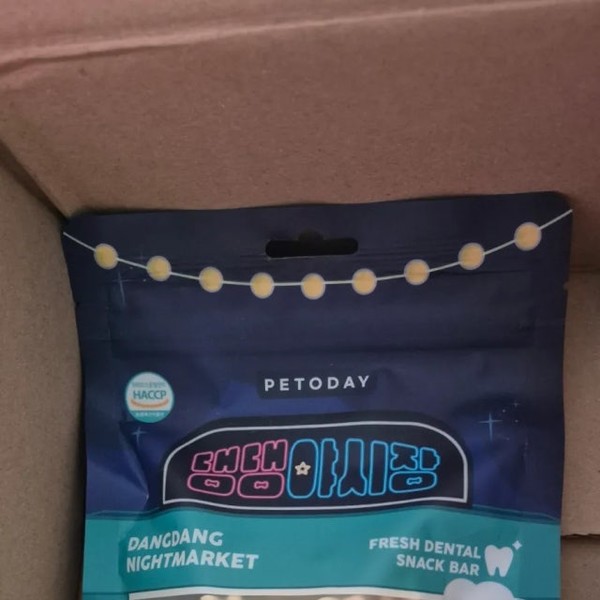 PETODAY
HACCP
댕댕야시장
DANGDANG
NIGHTMARKET
FRESH DENTAL
SNACK BAR